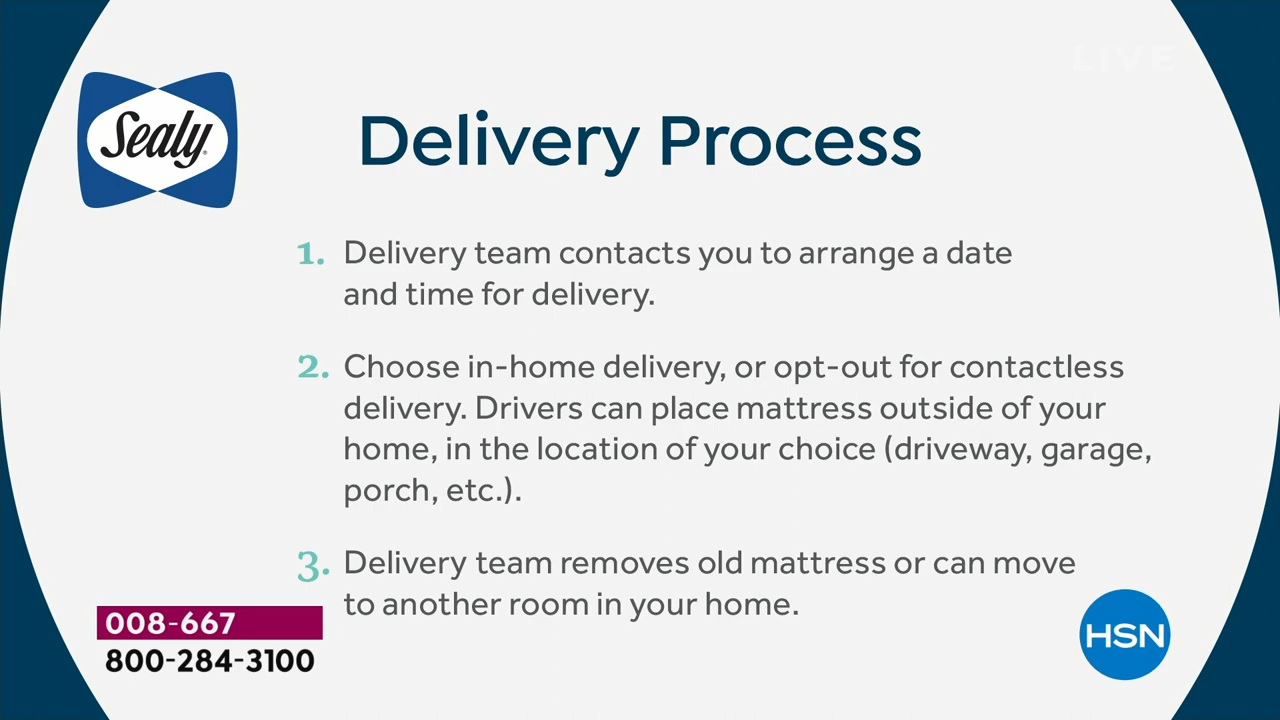 LIVE
Sealy
Delivery Process
1. Delivery team contacts you to arrange a date
and time for delivery.
2. Choose in-home delivery, or opt-out for contactless
delivery. Drivers can place mattress outside of your
home, in the location of your choice (driveway, garage,
porch, etc.).
3. Delivery team removes old mattress or can move
to another room in your home.
008-667
800-284-3100
HSN